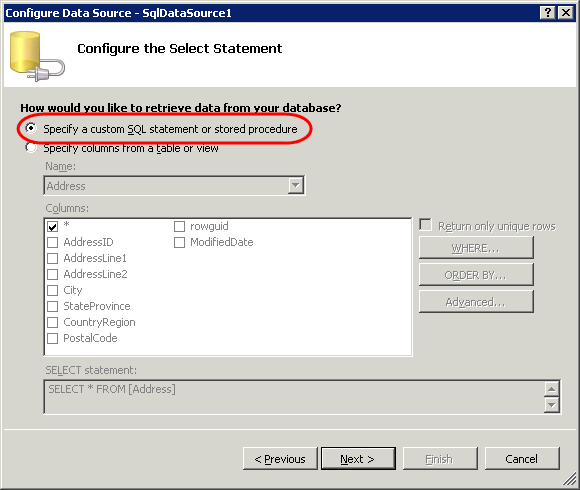 Configure Data Source - SqlDataSource1
Configure the Select Statement
How would you like to retrieve data from your database?
Specify a custom SQL statement or stored procedure
Specify columns from a table or view
Name:
Address
Columns:
* rowguid Return only unique rows
AddressID ModifiedDate WHERE...
AddressLine1
AddressLine2 ORDER BY...
City
StateProvince Advanced...
CountryRegion
PostalCode
SELECT statement:
SELECT * FROM [Address]
< Previous Next > Finish Cancel